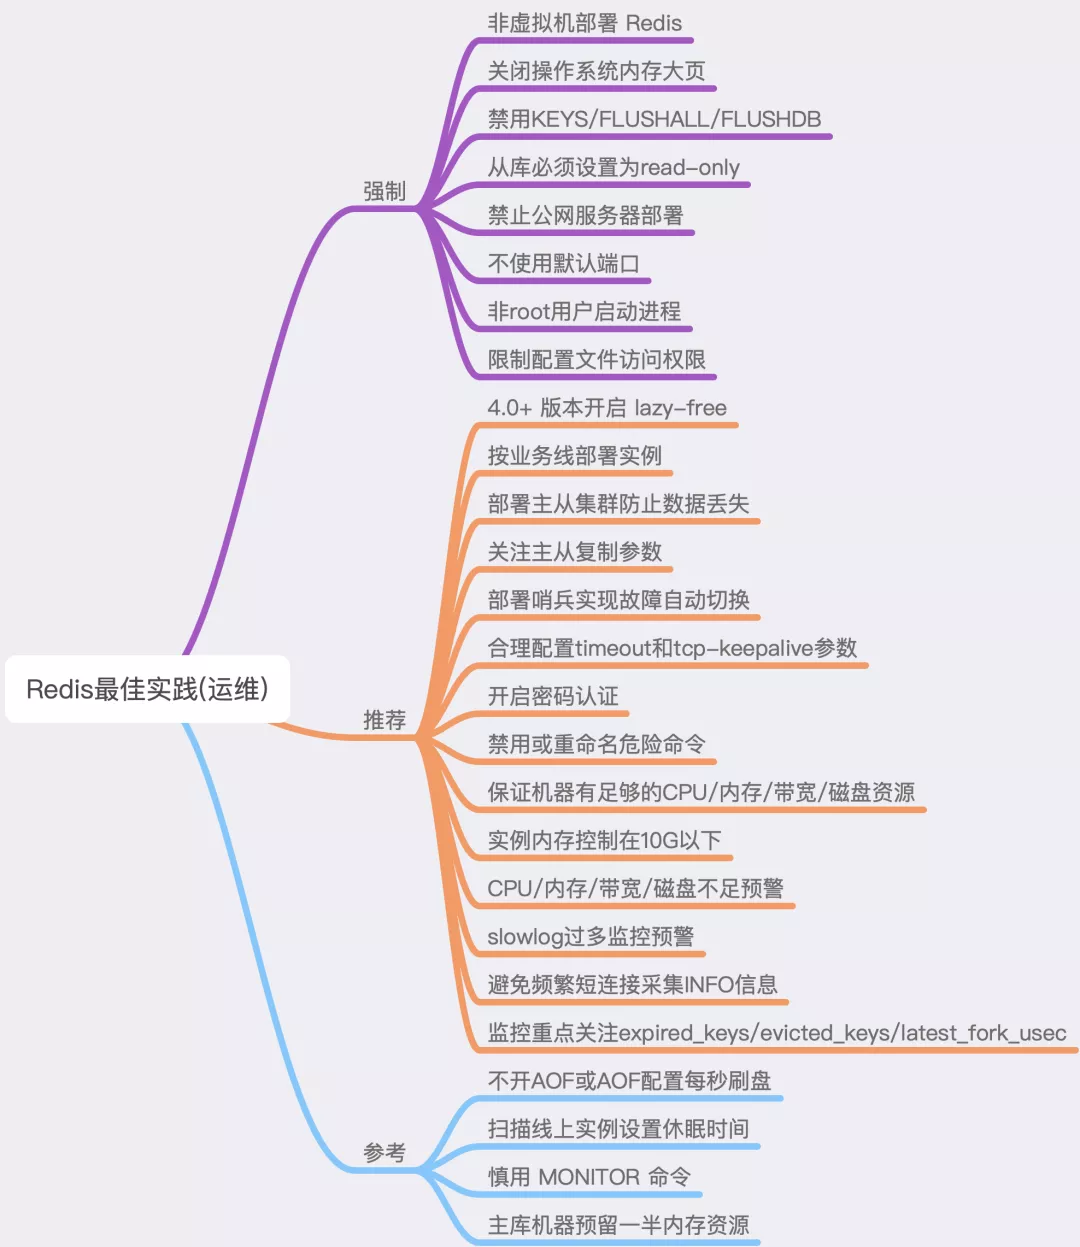 非虚拟机部署 Redis
关闭操作系统内存大页
禁用KEYS/FLUSHALL/FLUSHDB
从库必须设置为read-only
强制
禁止公网服务器部署
不使用默认端口
非root用户启动进程
限制配置文件访问权限
4.0+ 版本开启 lazy-free
按业务线部署实例
部署主从集群防止数据丢失
关注主从复制参数
部署哨兵实现故障自动切换
合理配置timeout和tcp-keepalive参数
Redis最佳实践(运维)
开启密码认证
推荐
禁用或重命名危险命令
保证机器有足够的CPU/内存/带宽/磁盘资源
实例内存控制在10G以下
CPU/内存/带宽/磁盘不足预警
slowlog过多监控预警
避免频繁短连接采集INFO信息
监控重点关注expired_keys/evicted_keys/latest_fork_usec
不开AOF或AOF配置每秒刷盘
扫描线上实例设置休眠时间
参考
慎用 MONITOR 命令
主库机器预留一半内存资源